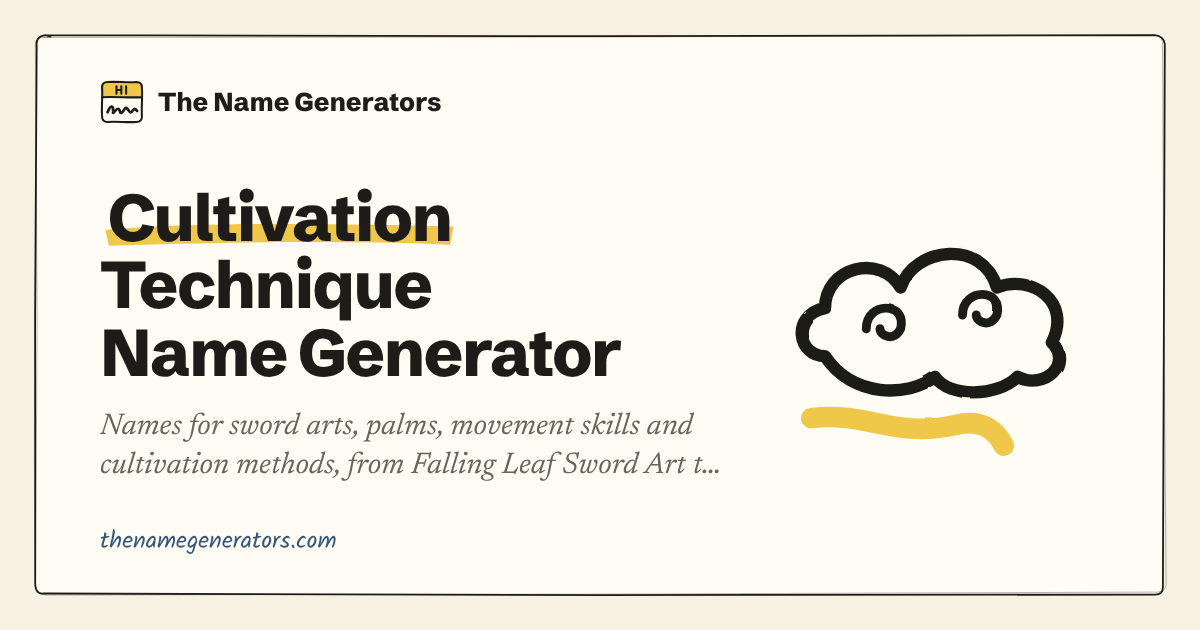 HI
The Name Generators
Cultivation
Technique
Name Generator
Names for sword arts, palms, movement skills and
cultivation methods, from Falling Leaf Sword Art t...
thenamegenerators.com